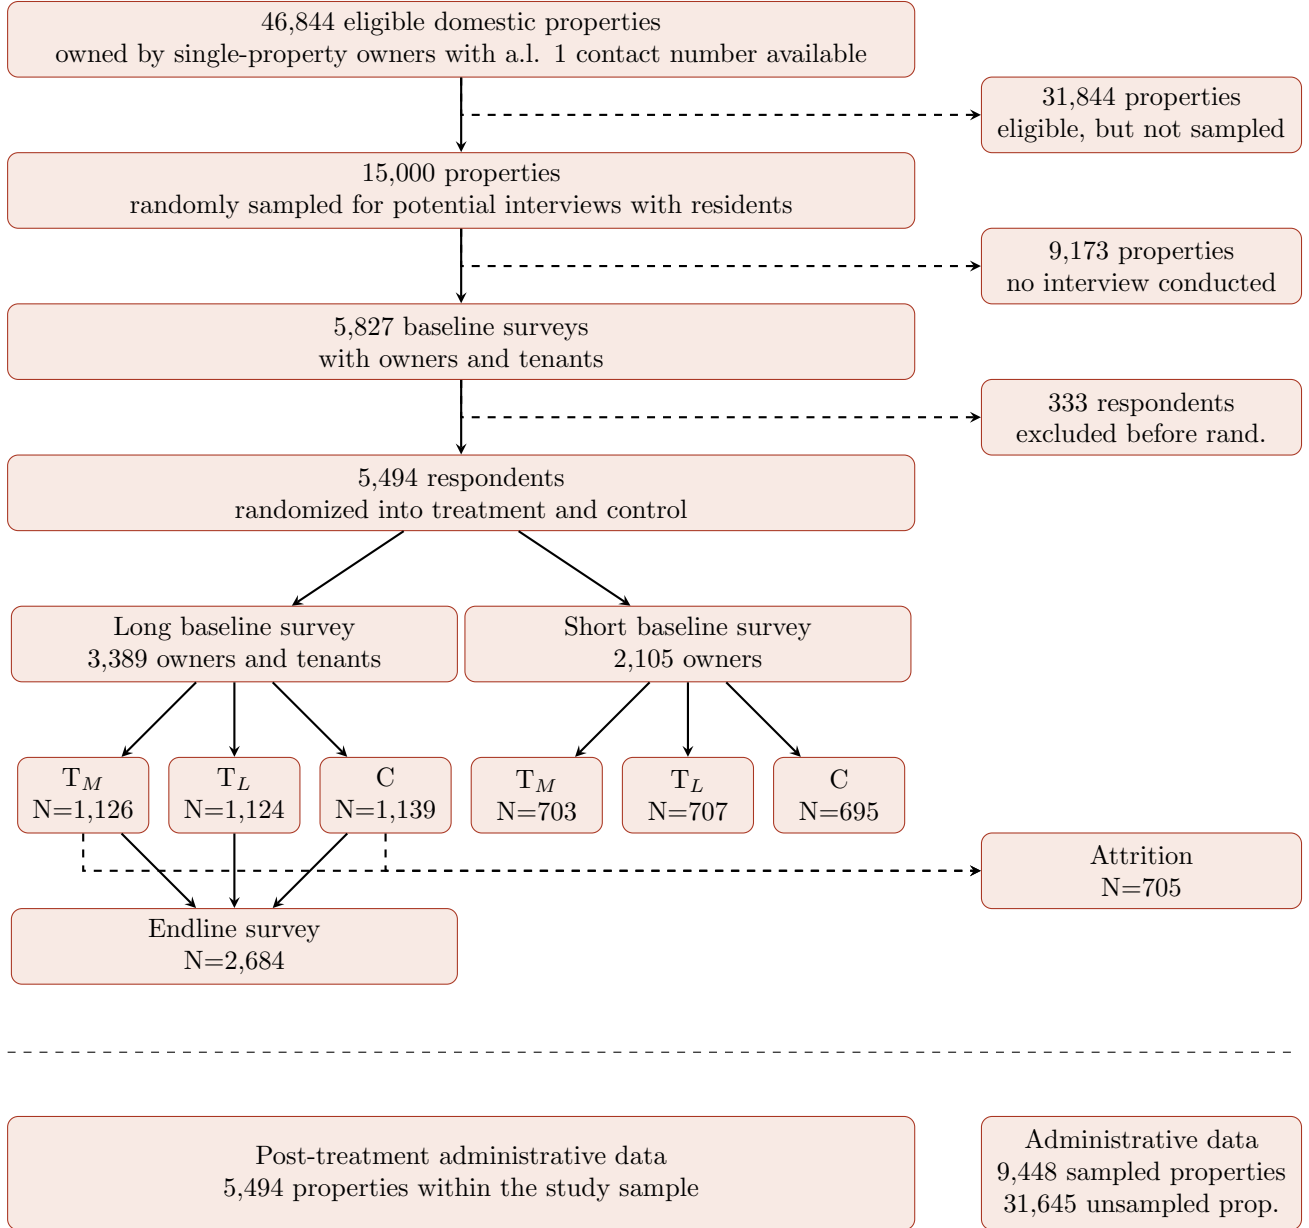 46,844 eligible domestic properties
owned by single-property owners with a.l. 1 contact number available
31,844 properties
eligible, but not sampled
15,000 properties
randomly sampled for potential interviews with residents
9,173 properties
no interview conducted
5,827 baseline surveys
with owners and tenants
333 respondents
excluded before rand.
5,494 respondents
randomized into treatment and control
Long baseline survey
3,389 owners and tenants
Short baseline survey
2,105 owners
T_M
N=1,126
T_L
N=1,124
C
N=1,139
T_M
N=703
T_L
N=707
C
N=695
Attrition
N=705
Endline survey
N=2,684
Post-treatment administrative data
5,494 properties within the study sample
Administrative data
9,448 sampled properties
31,645 unsampled prop.